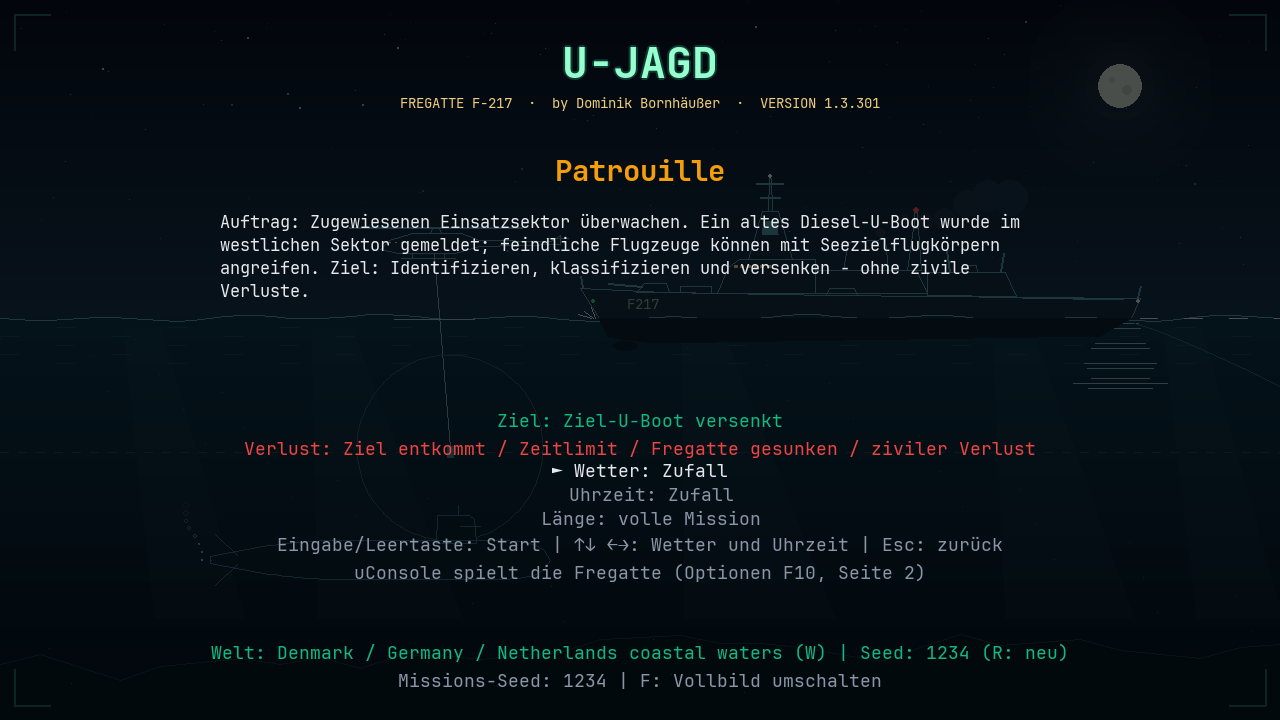 U-JAGD
FREGATTE F-217 · by Dominik Bornhäußer · VERSION 1.3.301
Patrouille
Auftrag: Zugewiesenen Einsatzsektor überwachen. Ein altes Diesel-U-Boot wurde im
westlichen Sektor gemeldet; feindliche Flugzeuge können mit Seezielflugkörpern
angreifen. Ziel: Identifizieren, klassifizieren und versenken - ohne zivile
Verluste.
F217
Ziel: Ziel-U-Boot versenkt
Verlust: Ziel entkommt / Zeitlimit / Fregatte gesunken / ziviler Verlust
► Wetter: Zufall
Uhrzeit: Zufall
Länge: volle Mission
Eingabe/Leertaste: Start | ↑↓ ←→: Wetter und Uhrzeit | Esc: zurück
uConsole spielt die Fregatte (Optionen F10, Seite 2)
Welt: Denmark / Germany / Netherlands coastal waters (W) | Seed: 1234 (R: neu)
Missions-Seed: 1234 | F: Vollbild umschalten